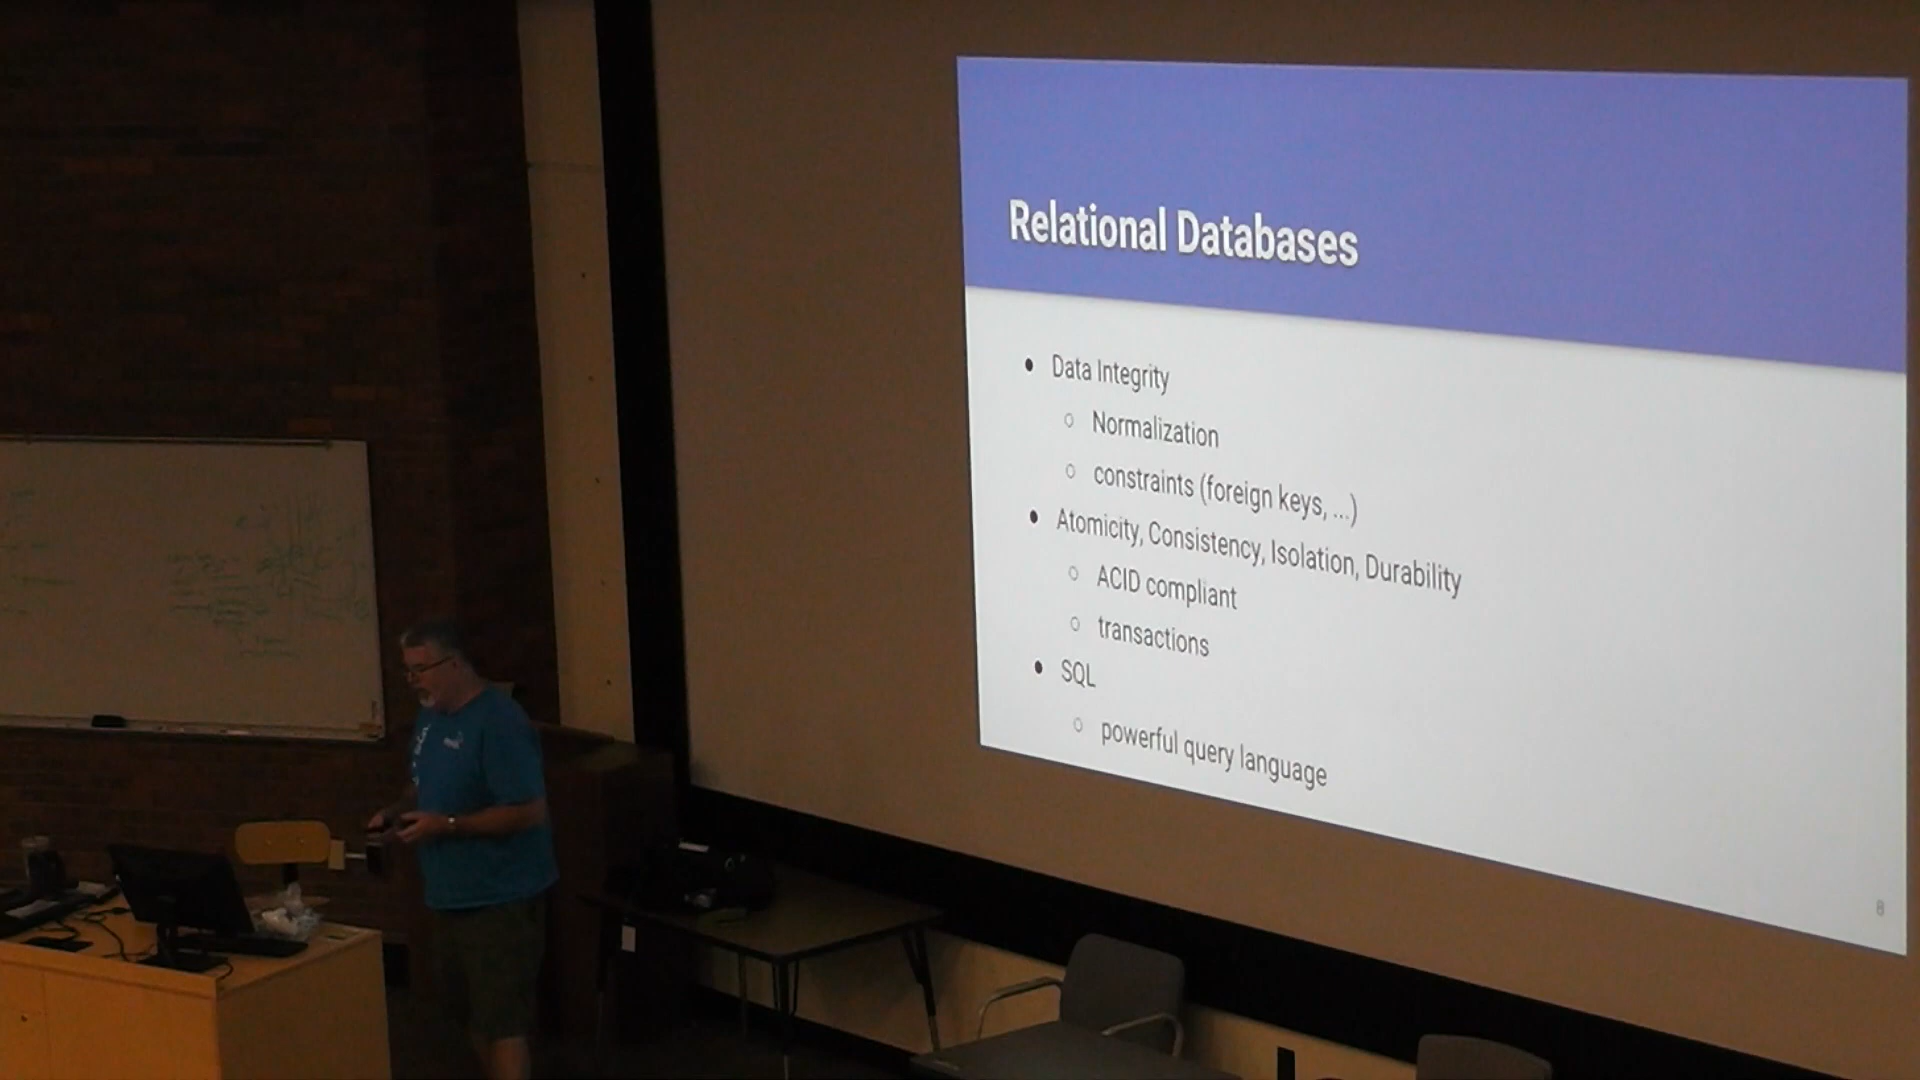 Relational Databases
Data Integrity
Normalization
constraints (foreign keys, ...)
Atomicity, Consistency, Isolation, Durability
ACID compliant
transactions
SQL
powerful query language
8